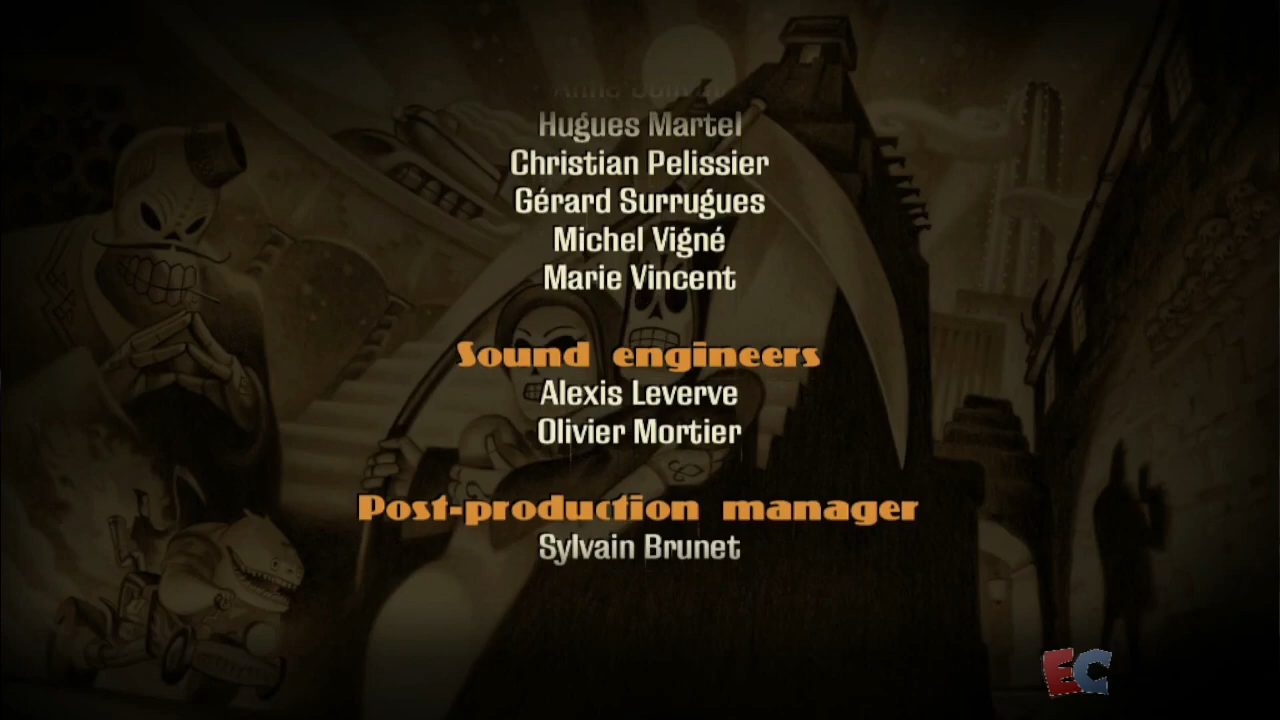 Hugues Martel
Christian Pelissier
Gérard Surrugues
Michel Vigné
Marie Vincent
Sound engineers
Alexis Leverve
Olivier Mortier
Post-production manager
Sylvain Brunet
EC